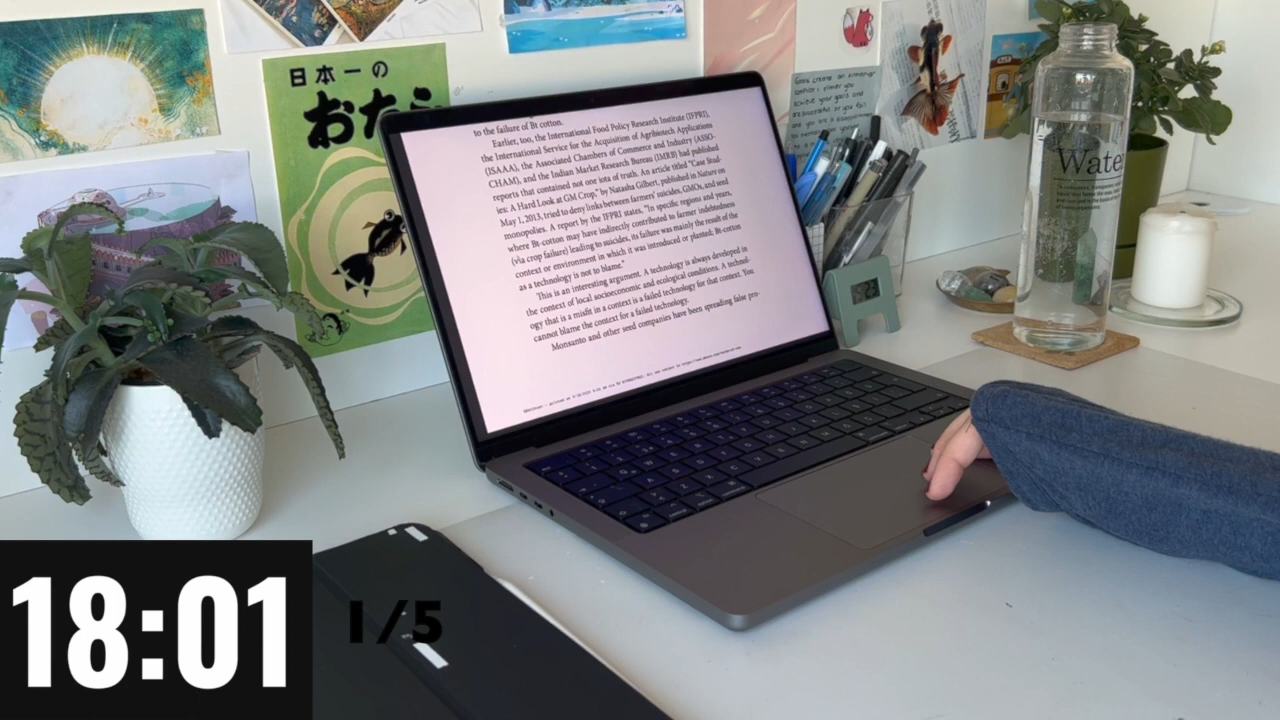 日本一の
おたら
to the failure of Bt cotton.
Earlier, too, the International Food Policy Research Institute (IFPRI),
the International Service for the Acquisition of Agribiotech Applications
(ISAAA), the Associated Chambers of Commerce and Industry (ASSO-
CHAM), and the Indian Market Research Bureau (IMRB) had published
reports that contained not one iota of truth. An article titled "Case Stud-
ies: A Hard Look at GM Crops" by Natasha Gilbert, published in Nature on
May 1, 2013, tried to deny links between farmers' suicides, GMOs, and seed
monopolies. A report by the IFPRI states, "In specific regions and years,
where Bt-cotton may have indirectly contributed to farmer indebtedness
(via crop failure) leading to suicides, its failure was mainly the result of the
context or environment in which it was introduced or planted; Bt-cotton
as a technology is not to blame."
This is an interesting argument. A technology is always developed in
the context of local socioeconomic and ecological conditions. A technol-
ogy that is a misfit in a context is a failed technology for that context. You
cannot blame the context for a failed technology.
Monsanto and other seed companies have been spreading false pro-
Water
18:01
1/5